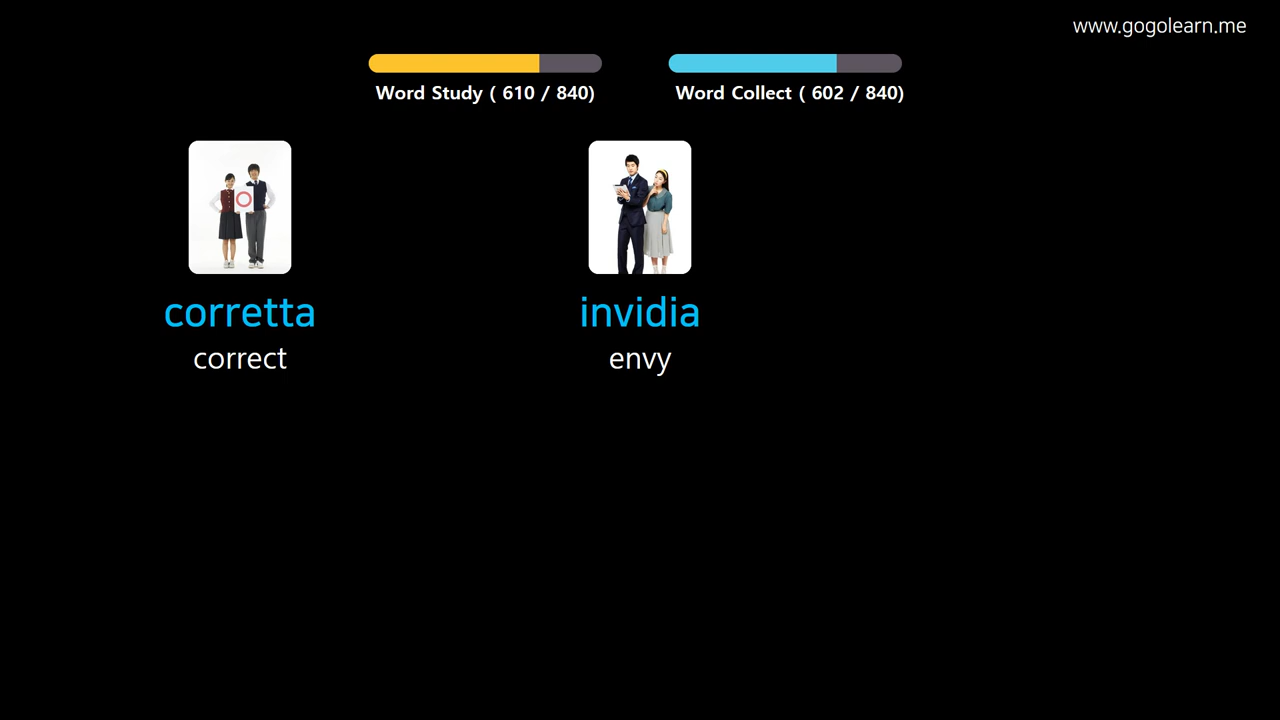 www.gogolearn.me
Word Study ( 610 / 840)
Word Collect ( 602 / 840)
corretta
correct
invidia
envy